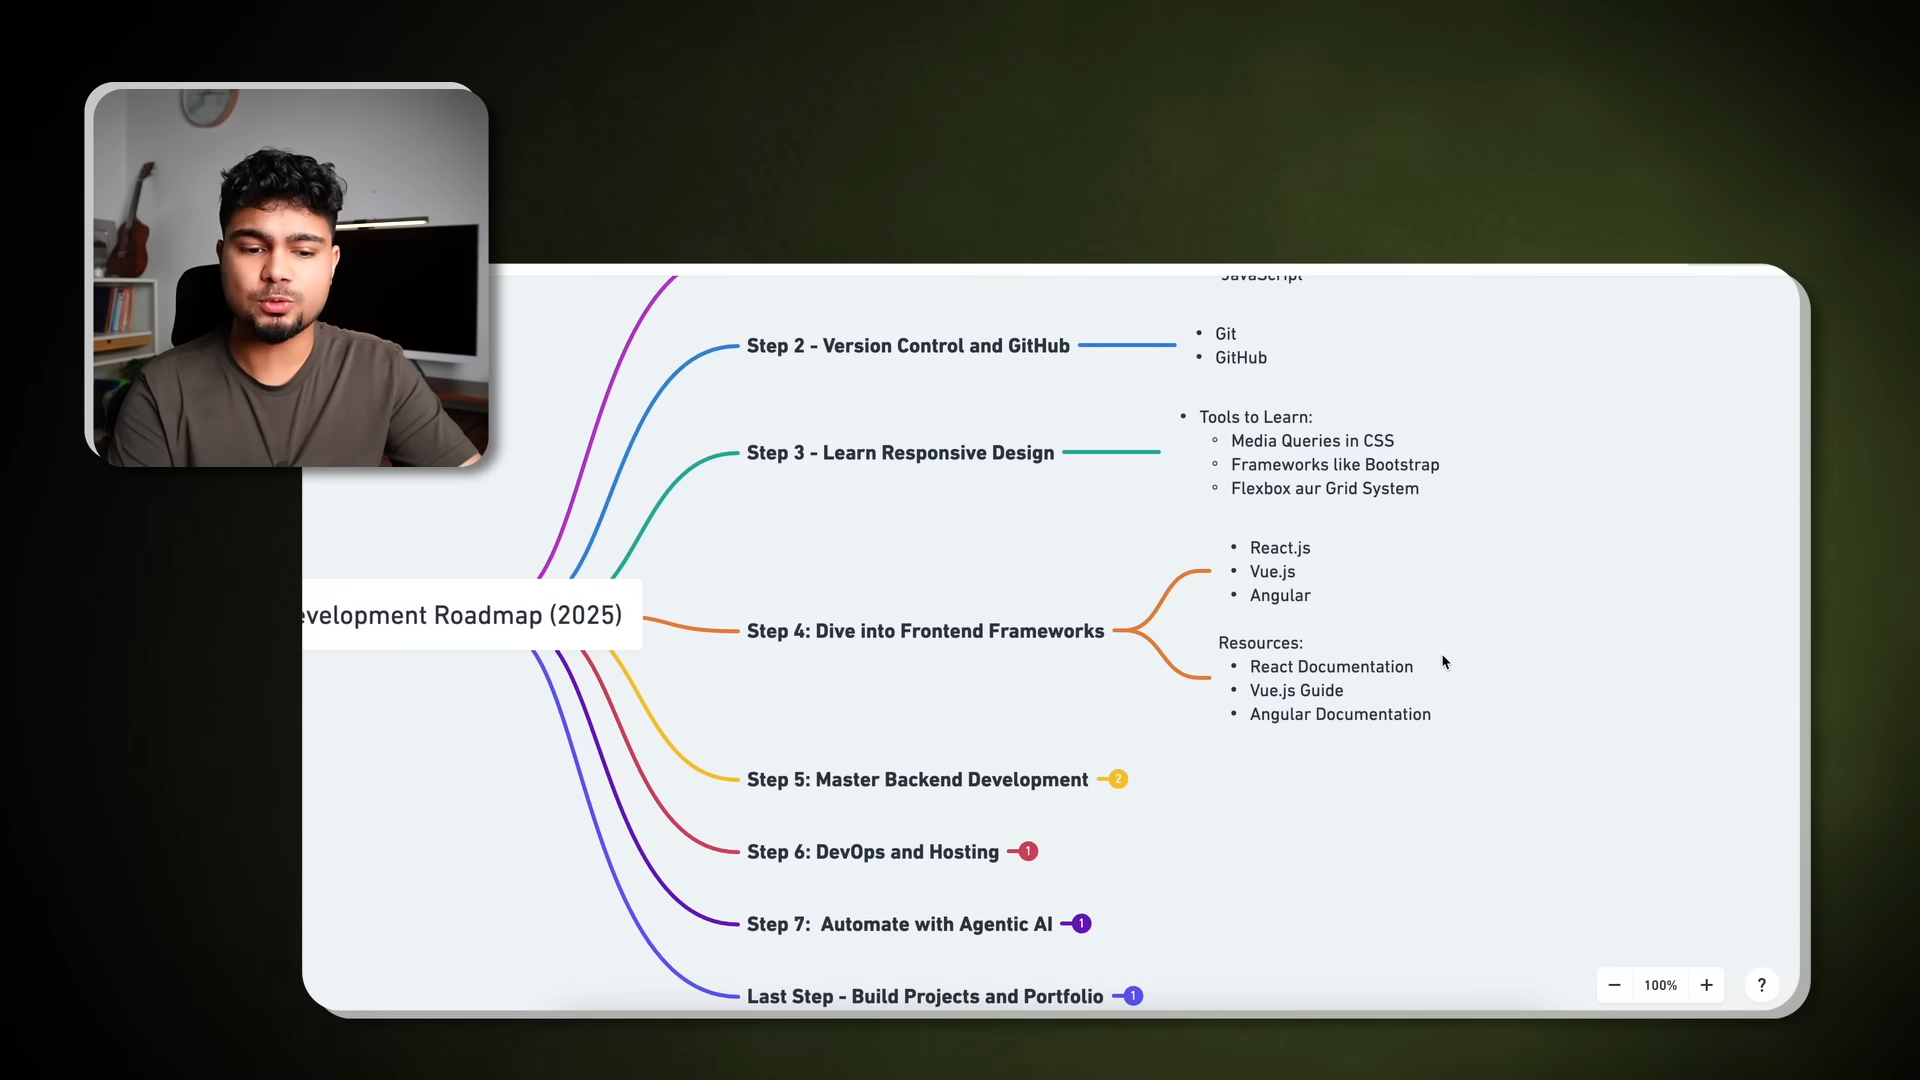 JavaScript
Step 2 - Version Control and GitHub
• Git
• GitHub
Step 3 - Learn Responsive Design
• Tools to Learn:
◦ Media Queries in CSS
◦ Frameworks like Bootstrap
◦ Flexbox aur Grid System
evelopment Roadmap (2025)
Step 4: Dive into Frontend Frameworks
• React.js
• Vue.js
• Angular
Resources:
• React Documentation
• Vue.js Guide
• Angular Documentation
Step 5: Master Backend Development
2
Step 6: DevOps and Hosting
1
Step 7:  Automate with Agentic AI
1
Last Step - Build Projects and Portfolio
1
− 100% + ?